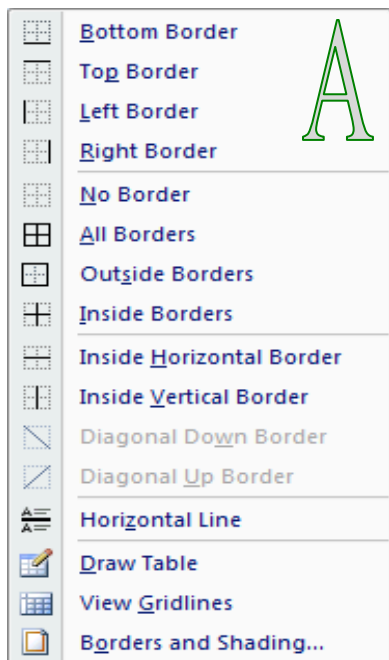 Bottom Border
A
Top Border
Left Border
Right Border
No Border
All Borders
Outside Borders
Inside Borders
Inside Horizontal Border
Inside Vertical Border
Diagonal Down Border
Diagonal Up Border
Horizontal Line
Draw Table
View Gridlines
Borders and Shading...